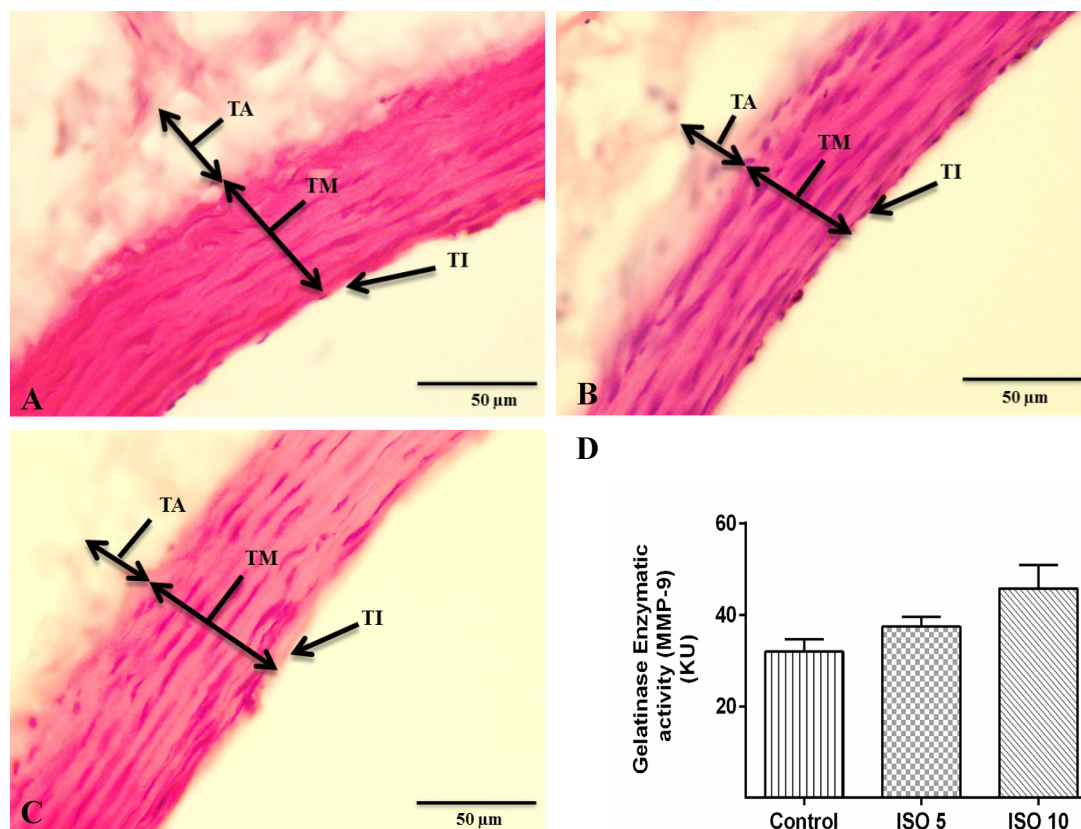 TA
TM
TI
A
50 µm
TA
TM
TI
B
50 µm
TA
TM
TI
C
50 µm
D
Gelatinase Enzymatic
activity (MMP-9)
(KU)
60
40
20
Control
ISO 5
ISO 10